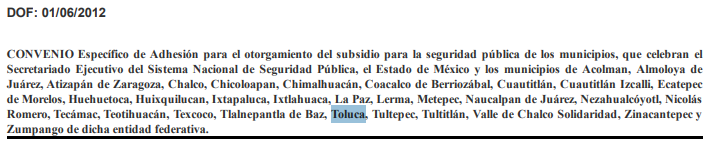 DOF: 01/06/2012
CONVENIO Específico de Adhesión para el otorgamiento del subsidio para la seguridad pública de los municipios, que celebran el
Secretariado Ejecutivo del Sistema Nacional de Seguridad Pública, el Estado de México y los municipios de Acolman, Almoloya de
Juárez, Atizapán de Zaragoza, Chalco, Chicoloapan, Chimalhuacán, Coacalco de Berriozábal, Cuautitlán, Cuautitlán Izcalli, Ecatepec
de Morelos, Huehuetoca, Huixquilucan, Ixtapaluca, Ixtlahuaca, La Paz, Lerma, Metepec, Naucalpan de Juárez, Nezahualcóyotl, Nicolás
Romero, Tecámac, Teotihuacán, Texcoco, Tlalnepantla de Baz, Toluca, Tultepec, Tultitlán, Valle de Chalco Solidaridad, Zinacantepec y
Zumpango de dicha entidad federativa.